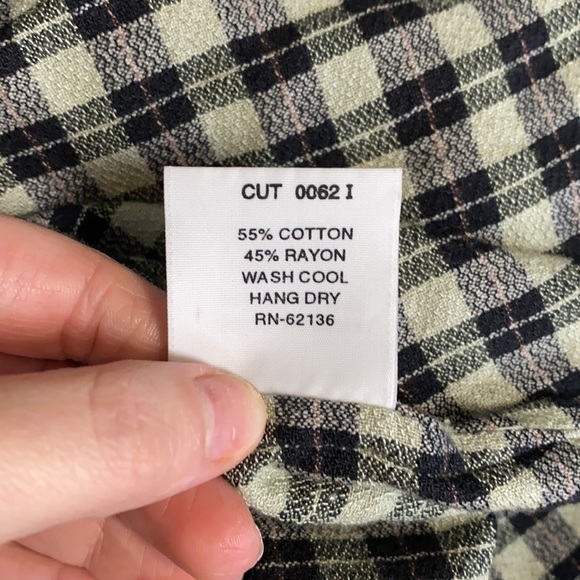 CUT 0062 I
55% COTTON
45% RAYON
WASH COOL
HANG DRY
RN-62136